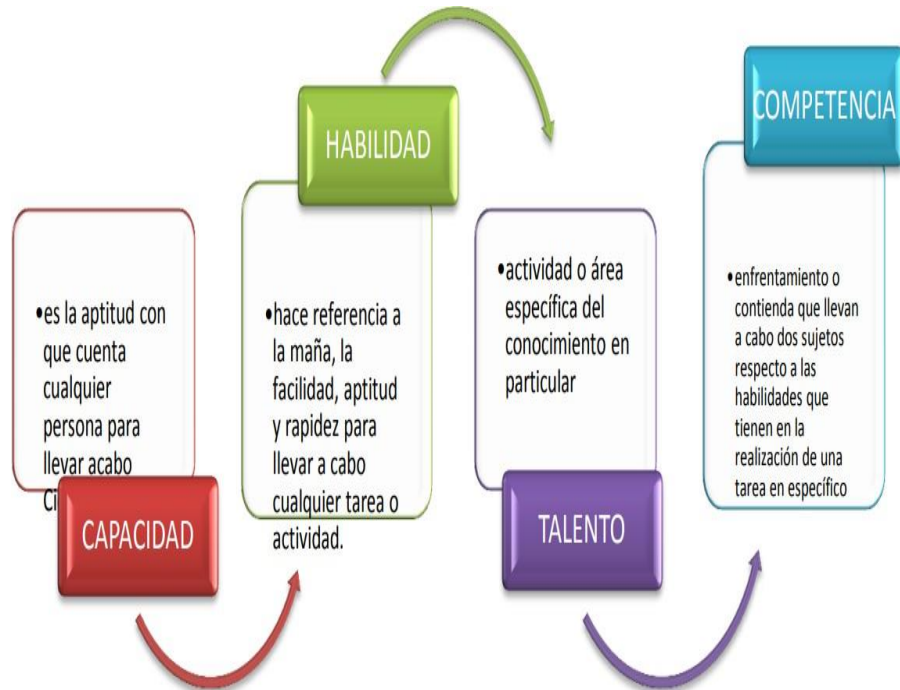 •es la aptitud con
que cuenta
cualquier
persona para
llevar acabo
CAPACIDAD
HABILIDAD
•hace referencia a
la maña, la
facilidad, aptitud
y rapidez para
llevar a cabo
cualquier tarea o
actividad.
•actividad o área
específica del
conocimiento en
particular
TALENTO
COMPETENCIA
•enfrentamiento o
contienda que llevan
a cabo dos sujetos
respecto a las
habilidades que
tienen en la
realización de una
tarea en específico